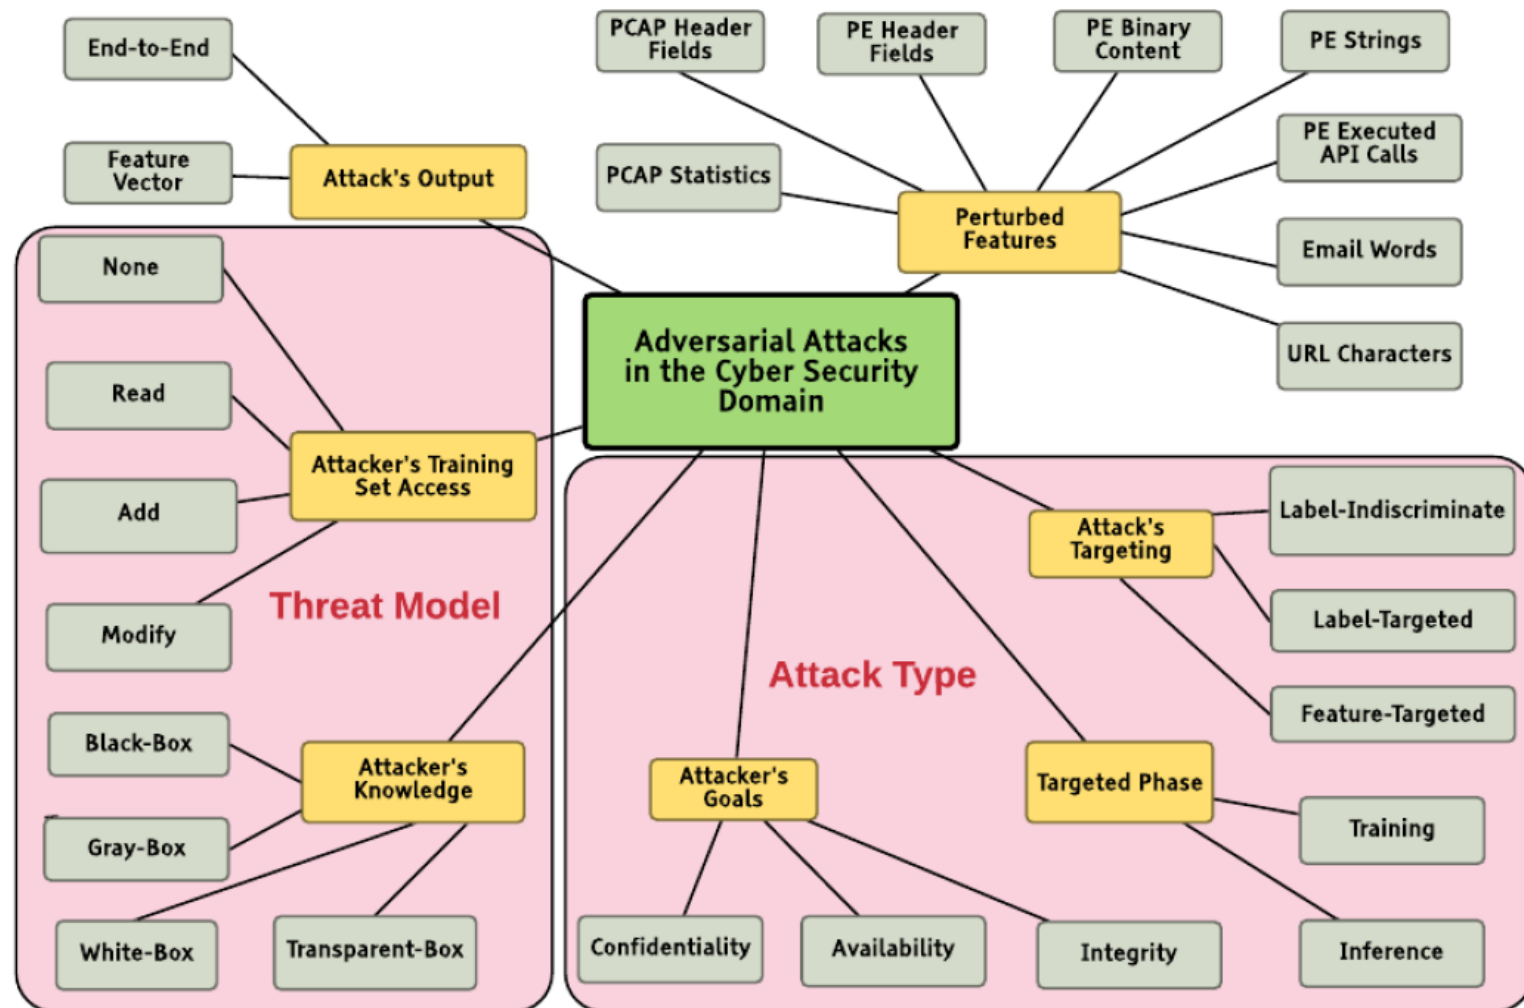 End-to-End
PCAP Header
Fields
PE Header
Fields
PE Binary
Content
PE Strings
Feature
Vector
Attack's Output
PCAP Statistics
PE Executed
API Calls
Perturbed
Features
Email Words
URL Characters
None
Read
Add
Modify
Attacker's Training
Set Access
Threat Model
Adversarial Attacks
in the Cyber Security
Domain
Attack's
Targeting
Label-Indiscriminate
Label-Targeted
Feature-Targeted
Attack Type
Black-Box
Gray-Box
White-Box
Transparent-Box
Attacker's
Knowledge
Attacker's
Goals
Confidentiality
Availability
Integrity
Targeted Phase
Training
Inference